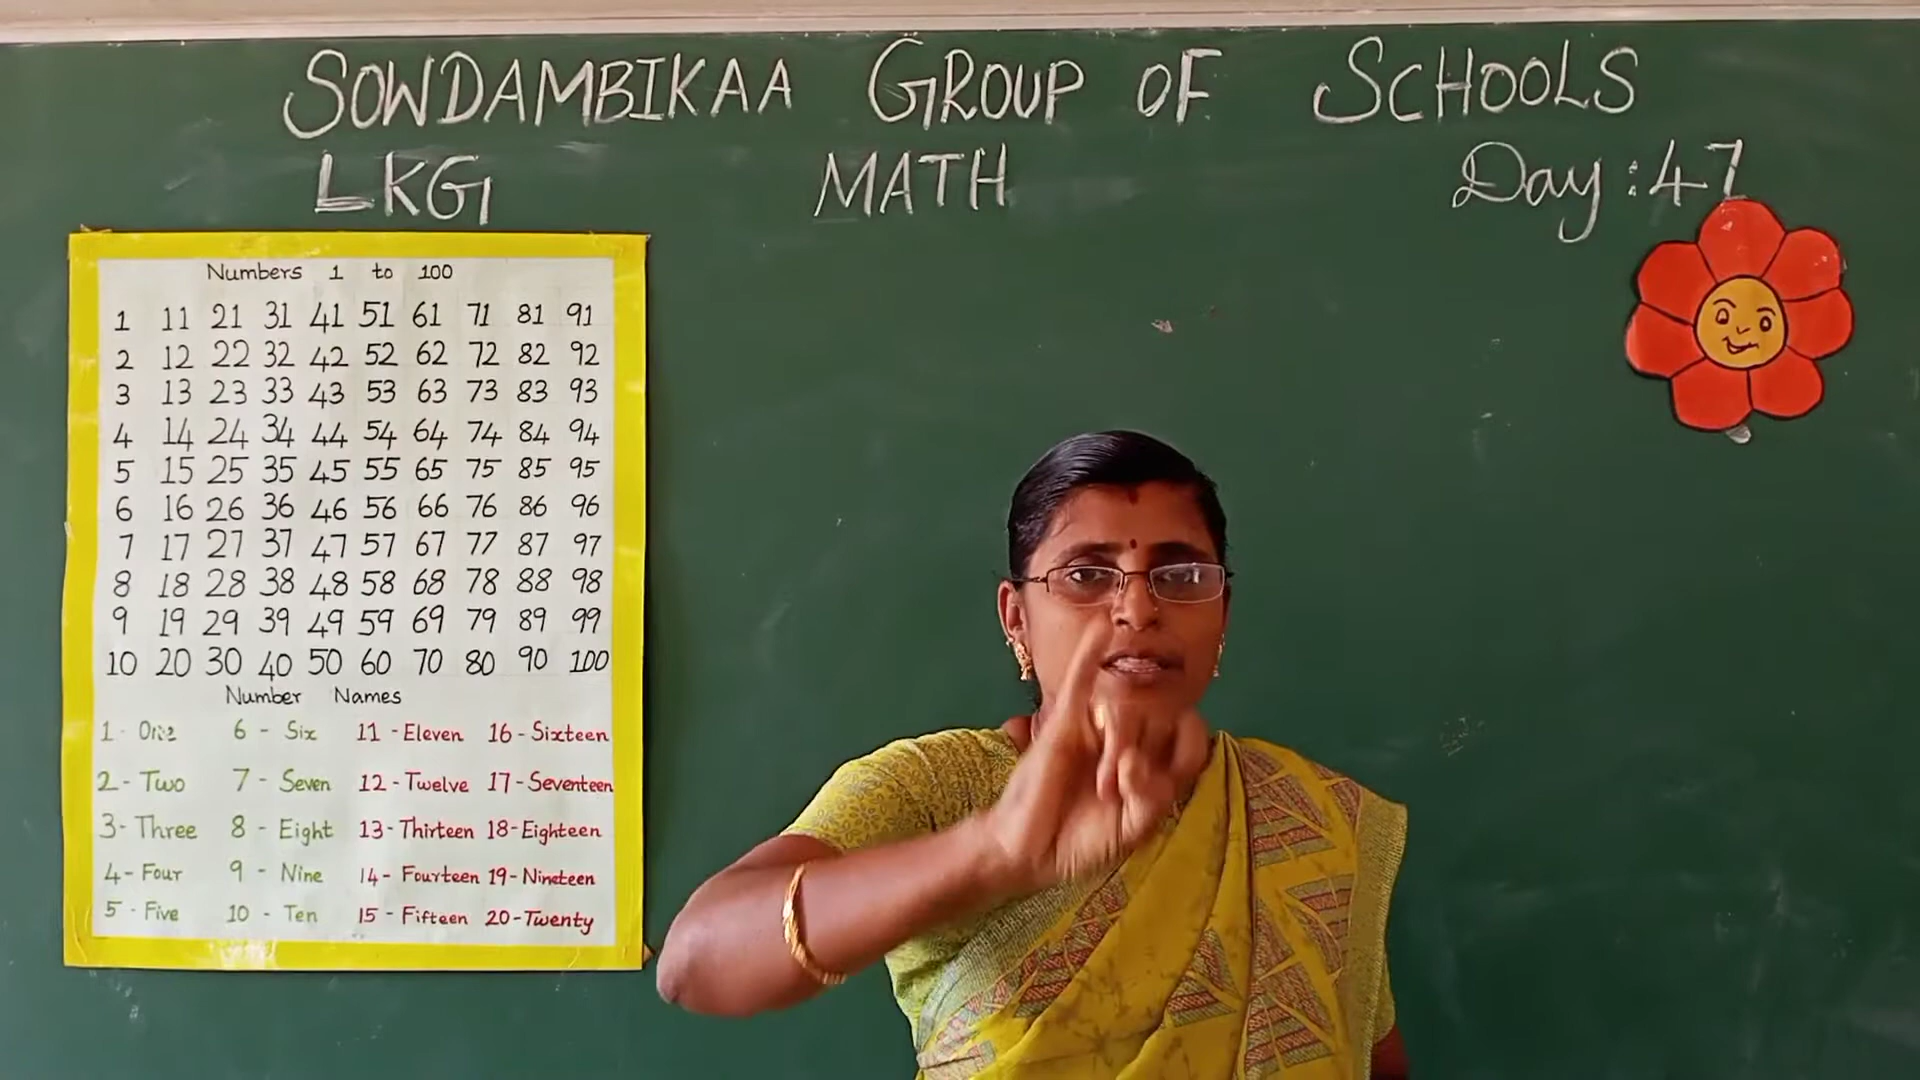 SOWDAMBIKAA GROUP OF SCHOOLS
LKG MATH Day : 47
Numbers 1 to 100
1 11 21 31 41 51 61 71 81 91
2 12 22 32 42 52 62 72 82 92
3 13 23 33 43 53 63 73 83 93
4 14 24 34 44 54 64 74 84 94
5 15 25 35 45 55 65 75 85 95
6 16 26 36 46 56 66 76 86 96
7 17 27 37 47 57 67 77 87 97
8 18 28 38 48 58 68 78 88 98
9 19 29 39 49 59 69 79 89 99
10 20 30 40 50 60 70 80 90 100
Number Names
1 - One 6 - Six 11 - Eleven 16 - Sixteen
2 - Two 7 - Seven 12 - Twelve 17 - Seventeen
3 - Three 8 - Eight 13 - Thirteen 18 - Eighteen
4 - Four 9 - Nine 14 - Fourteen 19 - Nineteen
5 - Five 10 - Ten 15 - Fifteen 20 - Twenty